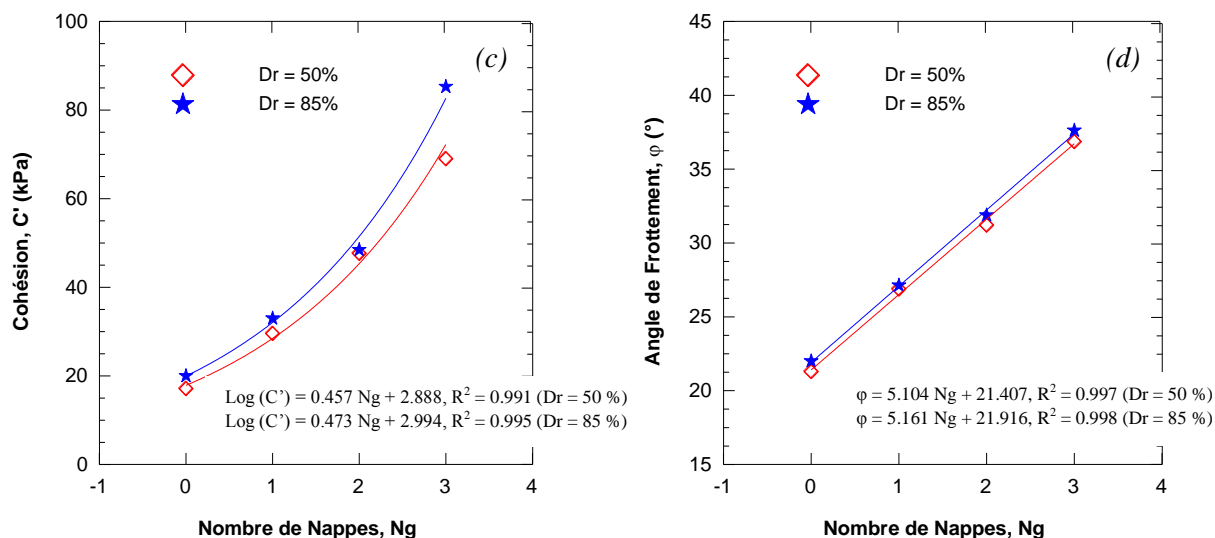 (c)
Dr = 50%
Dr = 85%
Cohésion, C' (kPa)
100
80
60
40
20
0
Log (C’) = 0.457 Ng + 2.888, R² = 0.991 (Dr = 50 %)
Log (C’) = 0.473 Ng + 2.994, R² = 0.995 (Dr = 85 %)
-1 0 1 2 3 4
Nombre de Nappes, Ng
(d)
Dr = 50%
Dr = 85%
Angle de Frottement, φ (°)
45
40
35
30
25
20
15
φ = 5.104 Ng + 21.407, R² = 0.997 (Dr = 50 %)
φ = 5.161 Ng + 21.916, R² = 0.998 (Dr = 85 %)
-1 0 1 2 3 4
Nombre de Nappes, Ng